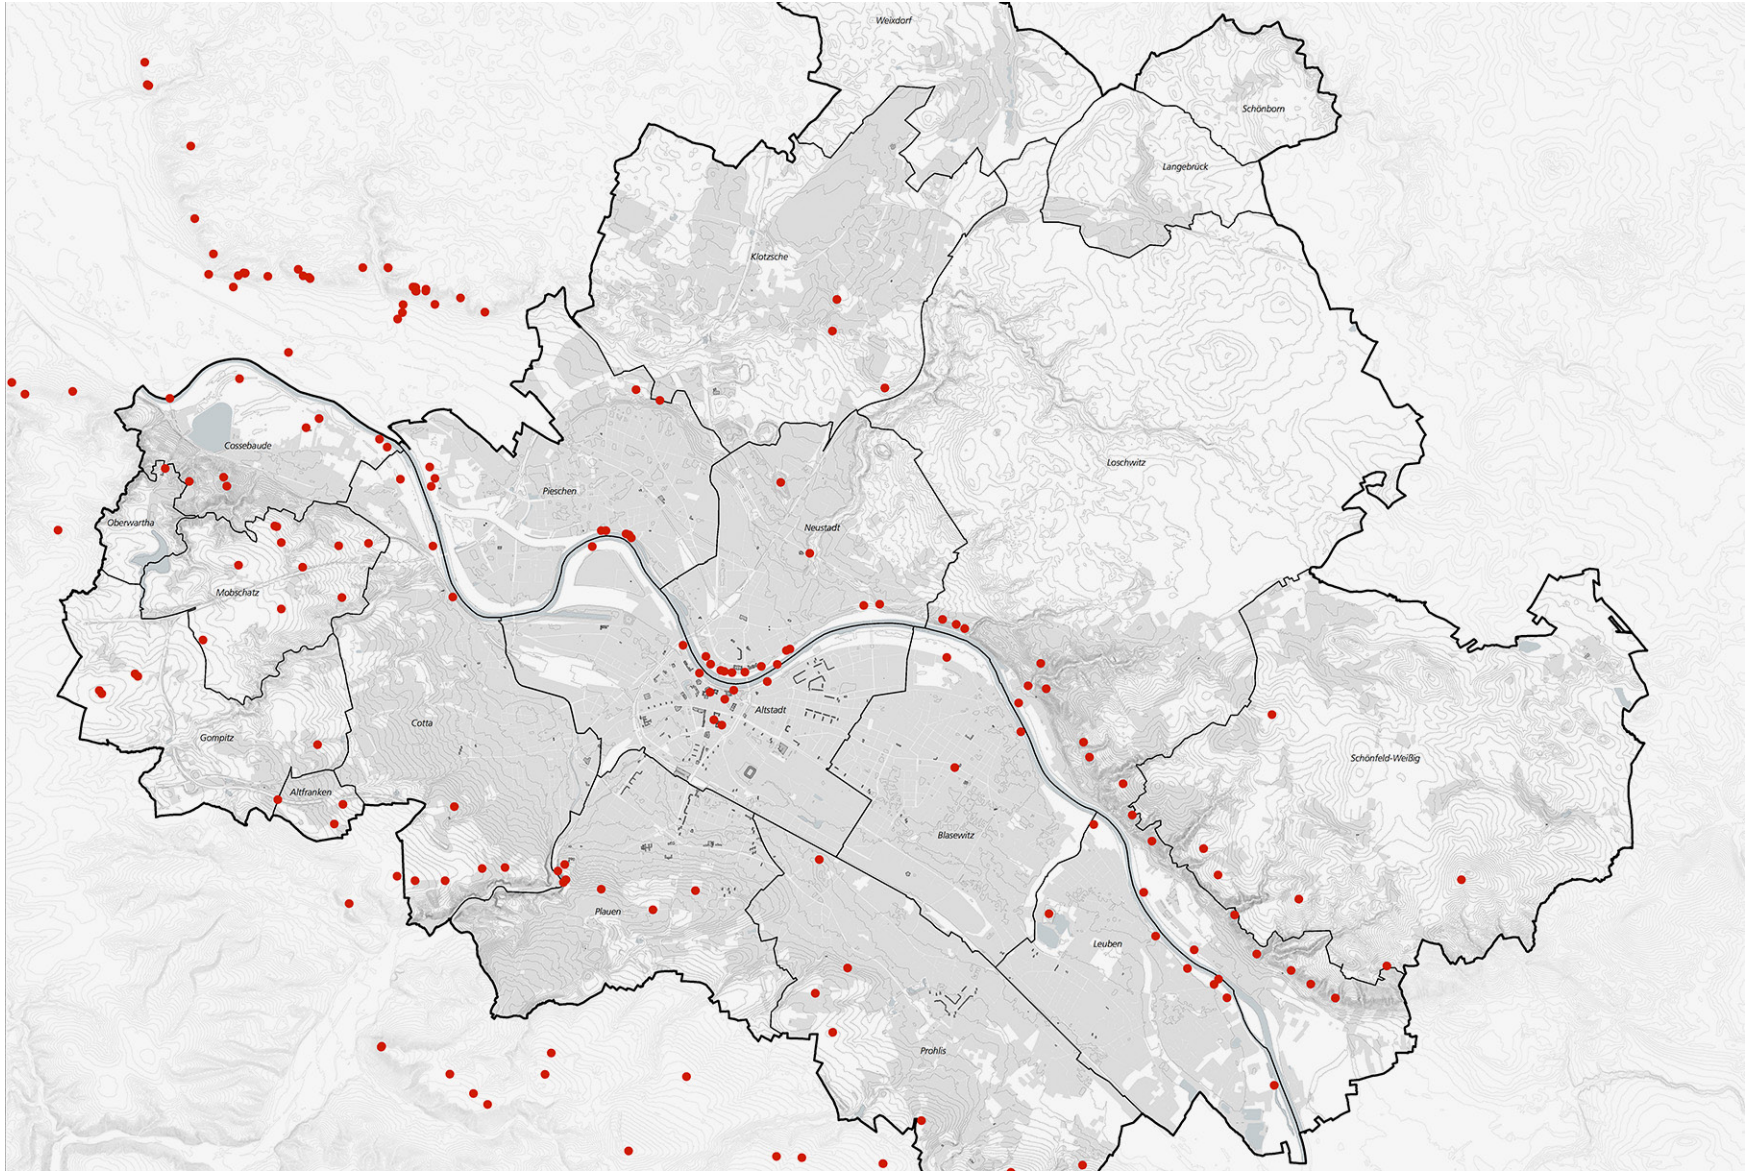 Weixdorf
Schönborn
Langebrück
Klotzsche
Cossebaude
Loschwitz
Pieschen
Oberwartha
Neustadt
Mobschatz
Altstadt
Cotta
Gompitz
Schönfeld-Weißig
Altfranken
Blasewitz
Plauen
Leuben
Prohlis